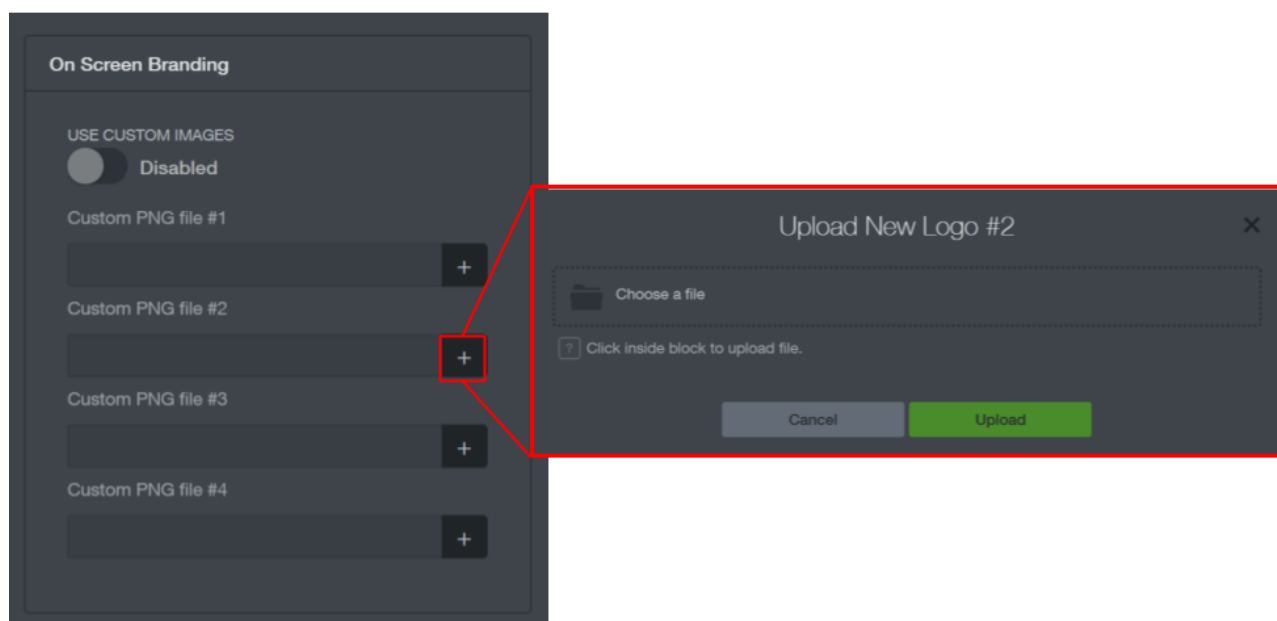 On Screen Branding
USE CUSTOM IMAGES
Disabled
Custom PNG file #1
+
Custom PNG file #2
+
Custom PNG file #3
+
Custom PNG file #4
+
Upload New Logo #2
×
Choose a file
? Click inside block to upload file.
Cancel
Upload